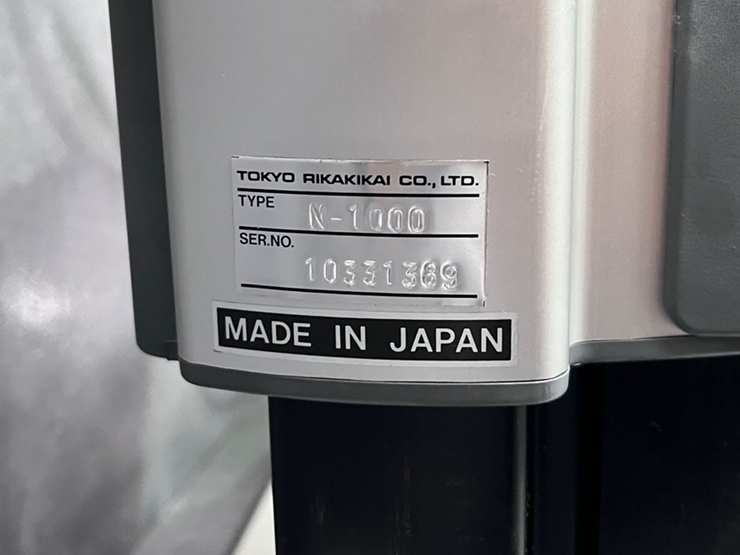 TOKYO RIKAKIKAI CO., LTD.
TYPE N-1000
SER.NO. 10331369
MADE IN JAPAN